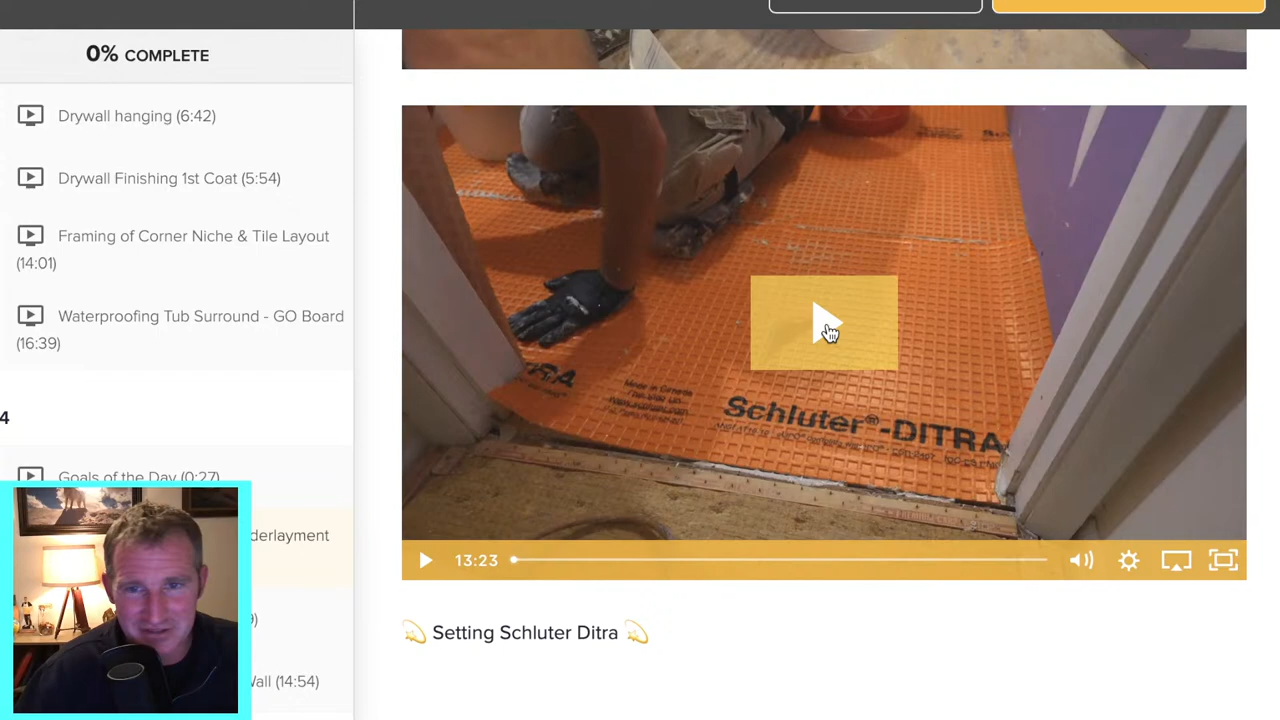 0% COMPLETE
Drywall hanging (6:42)
Drywall Finishing 1st Coat (5:54)
Framing of Corner Niche & Tile Layout
(14:01)
Waterproofing Tub Surround - GO Board
(16:39)
4
Goals of the Day (0:27)
derlayment
9)
Wall (14:54)
Schluter®-DITRA
13:23
💫 Setting Schluter Ditra 💫